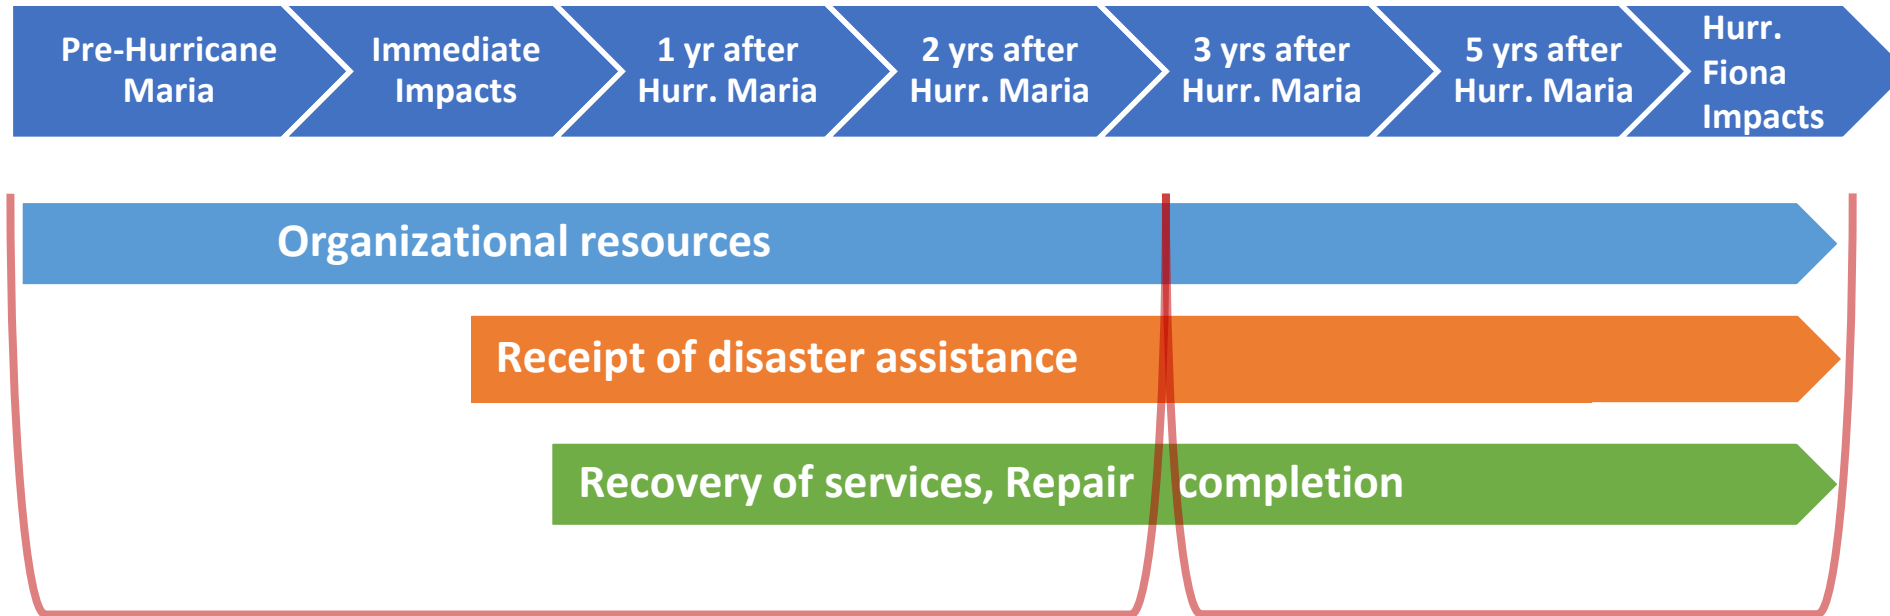 Pre-Hurricane
Maria
Immediate
Impacts
1 yr after
Hurr. Maria
2 yrs after
Hurr. Maria
3 yrs after
Hurr. Maria
5 yrs after
Hurr. Maria
Hurr.
Fiona
Impacts
Organizational resources
Receipt of disaster assistance
Recovery of services, Repair completion